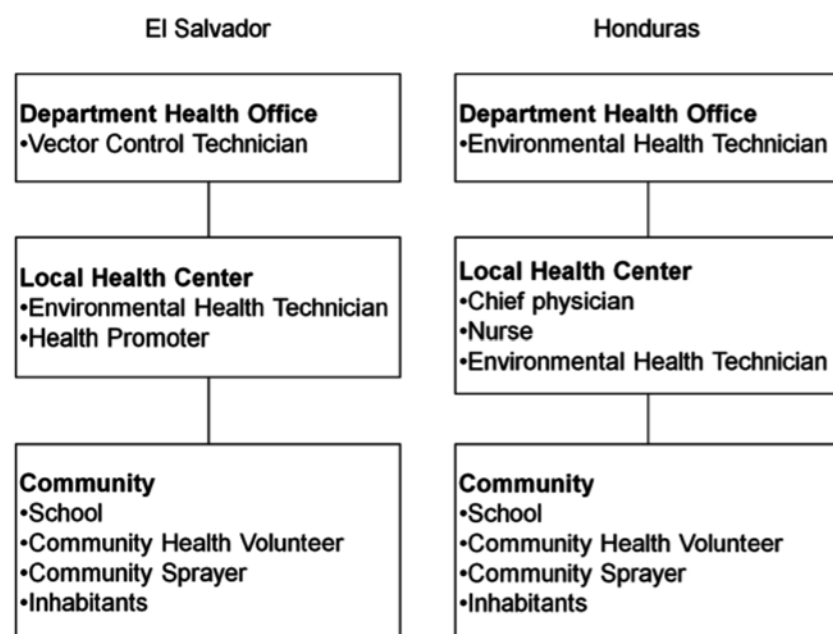 El Salvador
Department Health Office
•Vector Control Technician
Local Health Center
•Environmental Health Technician
•Health Promoter
Community
•School
•Community Health Volunteer
•Community Sprayer
•Inhabitants
Honduras
Department Health Office
•Environmental Health Technician
Local Health Center
•Chief physician
•Nurse
•Environmental Health Technician
Community
•School
•Community Health Volunteer
•Community Sprayer
•Inhabitants